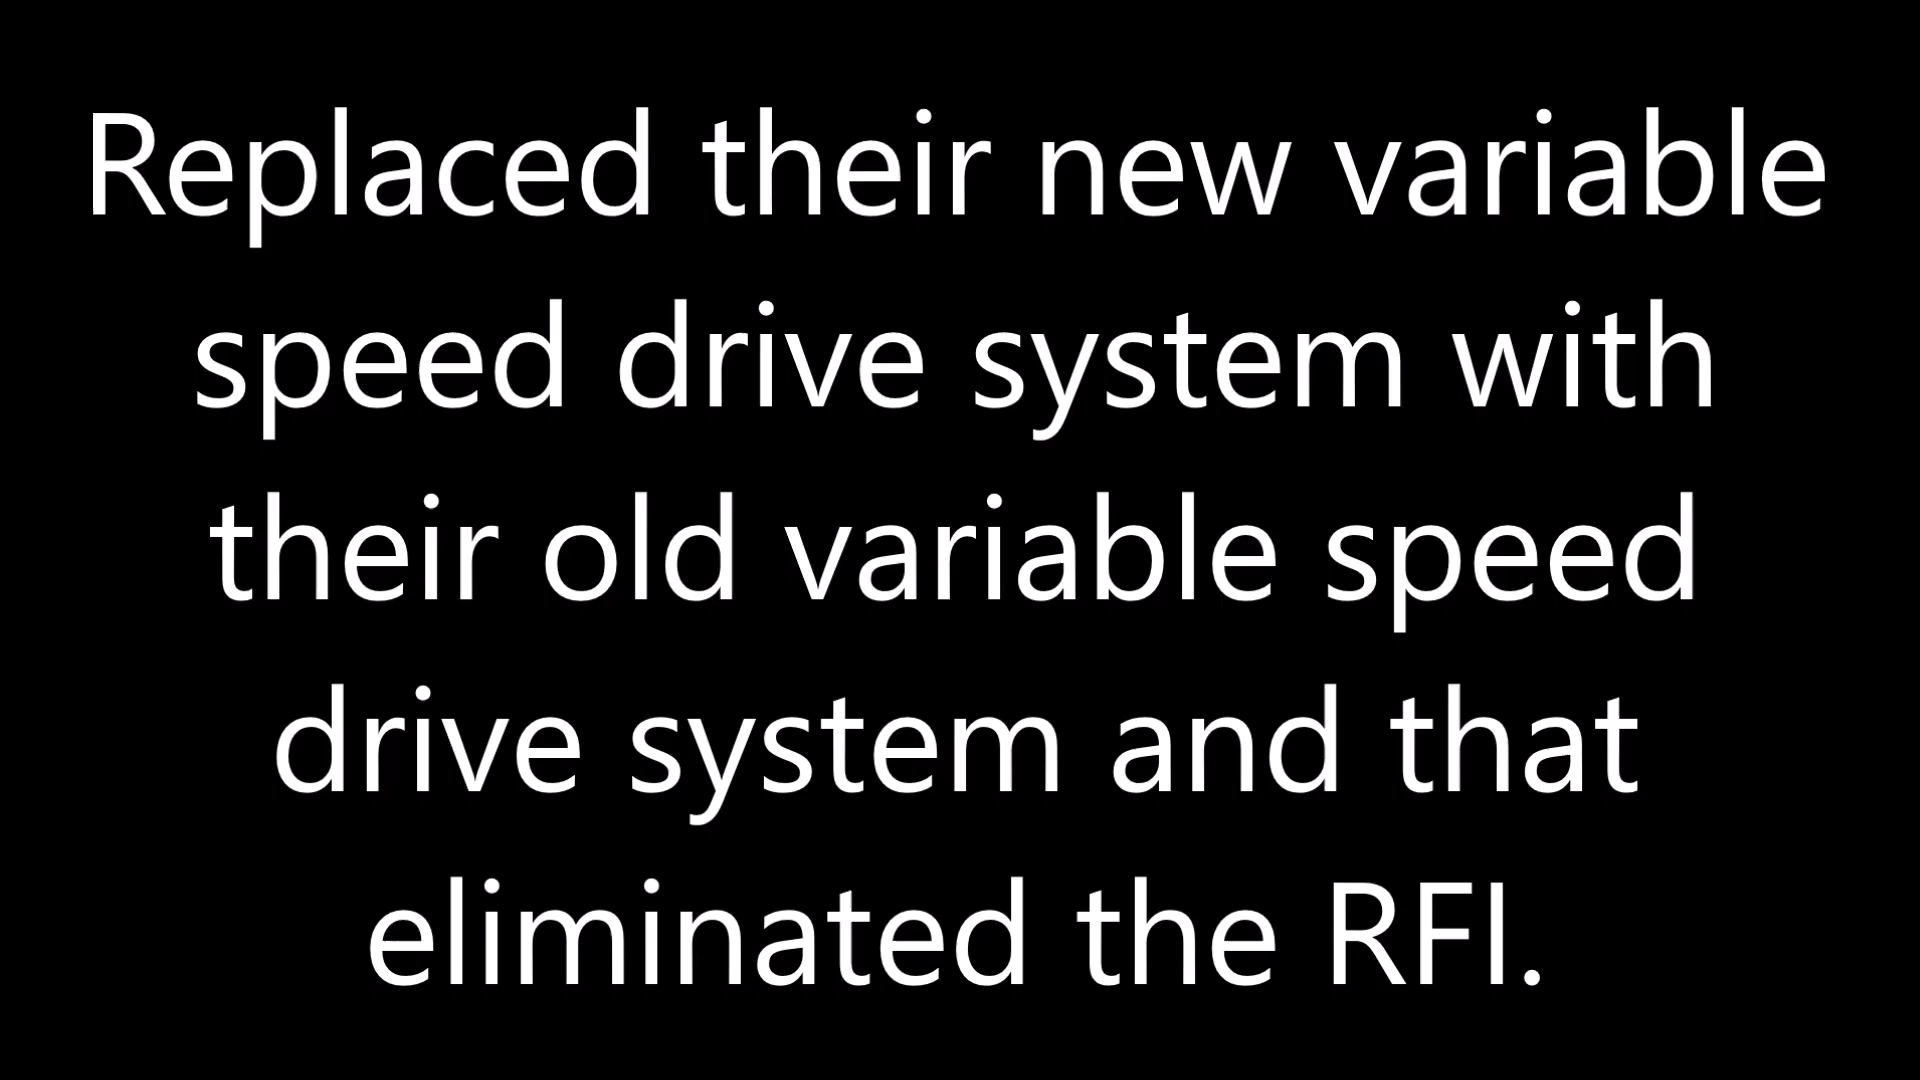 Replaced their new variable
speed drive system with
their old variable speed
drive system and that
eliminated the RFI.